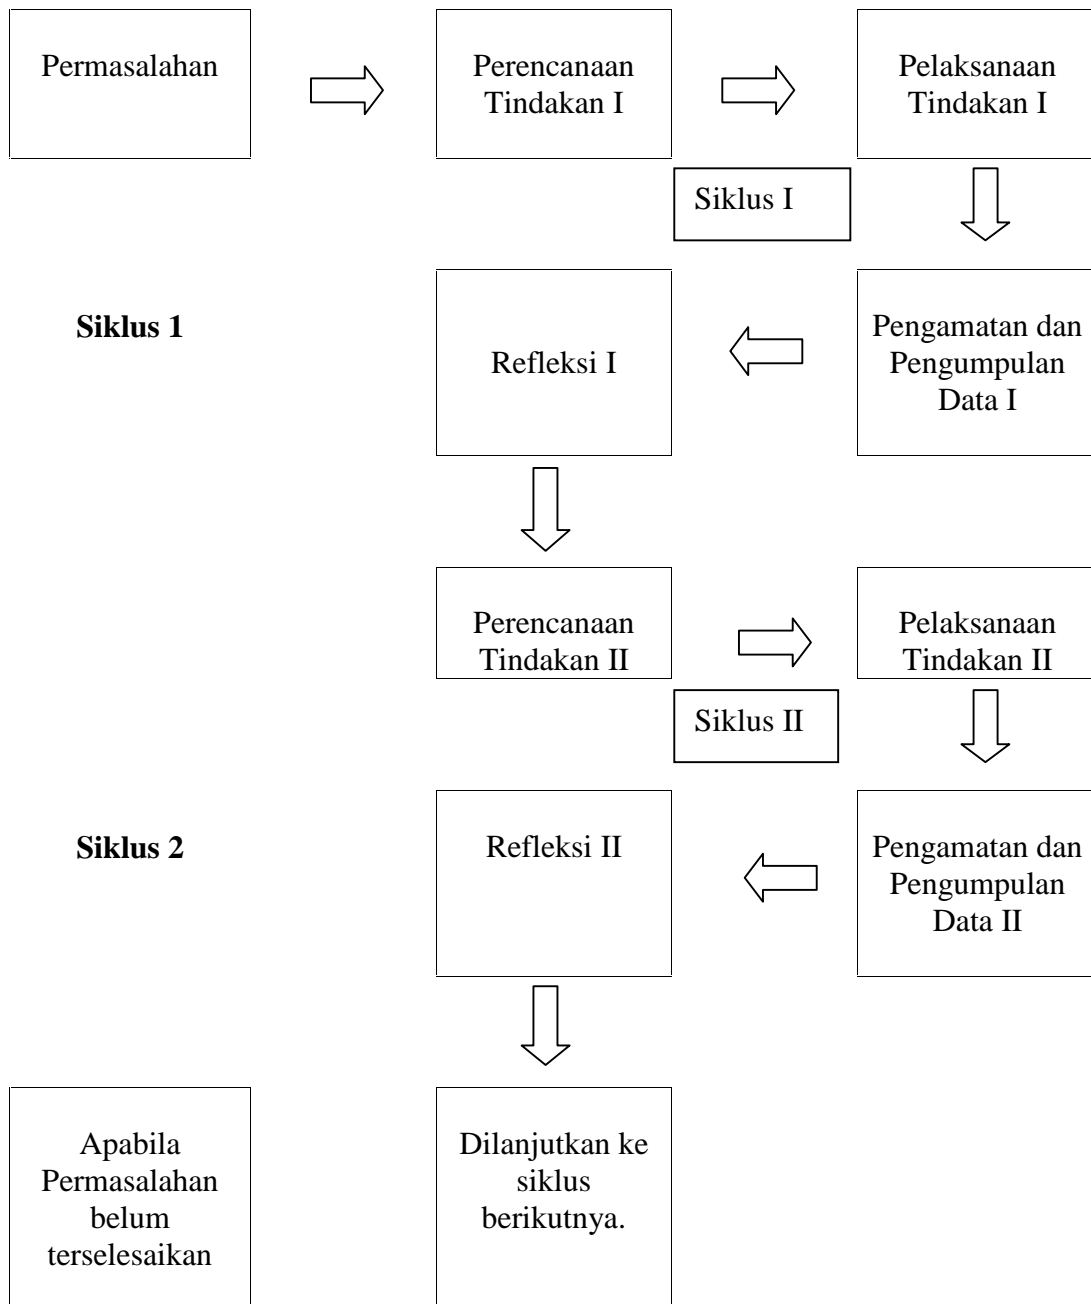 Permasalahan
Perencanaan
Tindakan I
Pelaksanaan
Tindakan I
Siklus I
Siklus 1
Refleksi I
Pengamatan dan
Pengumpulan
Data I
Perencanaan
Tindakan II
Pelaksanaan
Tindakan II
Siklus II
Siklus 2
Refleksi II
Pengamatan dan
Pengumpulan
Data II
Apabila
Permasalahan
belum
terselesaikan
Dilanjutkan ke
siklus
berikutnya.